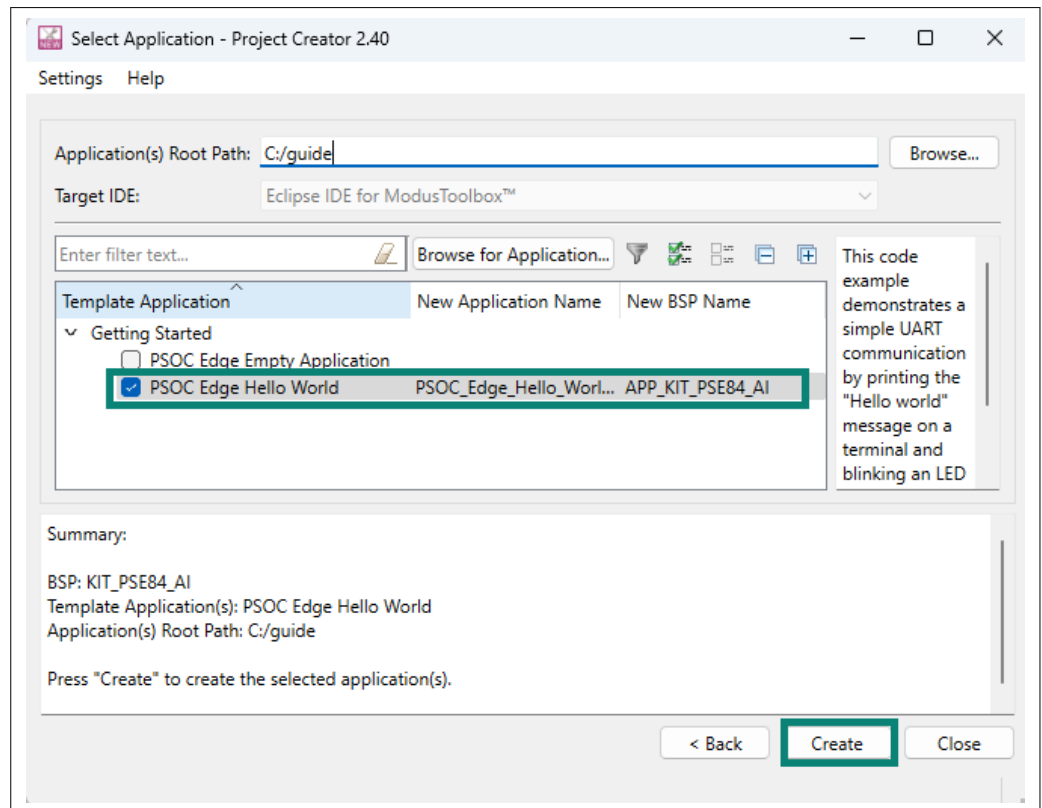 NEW
Select Application - Project Creator 2.40
Settings Help
Application(s) Root Path: C:/guide Browse...
Target IDE: Eclipse IDE for ModusToolbox™
Enter filter text... Browse for Application...
Template Application New Application Name New BSP Name
Getting Started
PSOC Edge Empty Application
PSOC Edge Hello World PSOC_Edge_Hello_Worl... APP_KIT_PSE84_AI
This code
example
demonstrates a
simple UART
communication
by printing the
"Hello world"
message on a
terminal and
blinking an LED
Summary:
BSP: KIT_PSE84_AI
Template Application(s): PSOC Edge Hello World
Application(s) Root Path: C:/guide
Press "Create" to create the selected application(s).
< Back Create Close